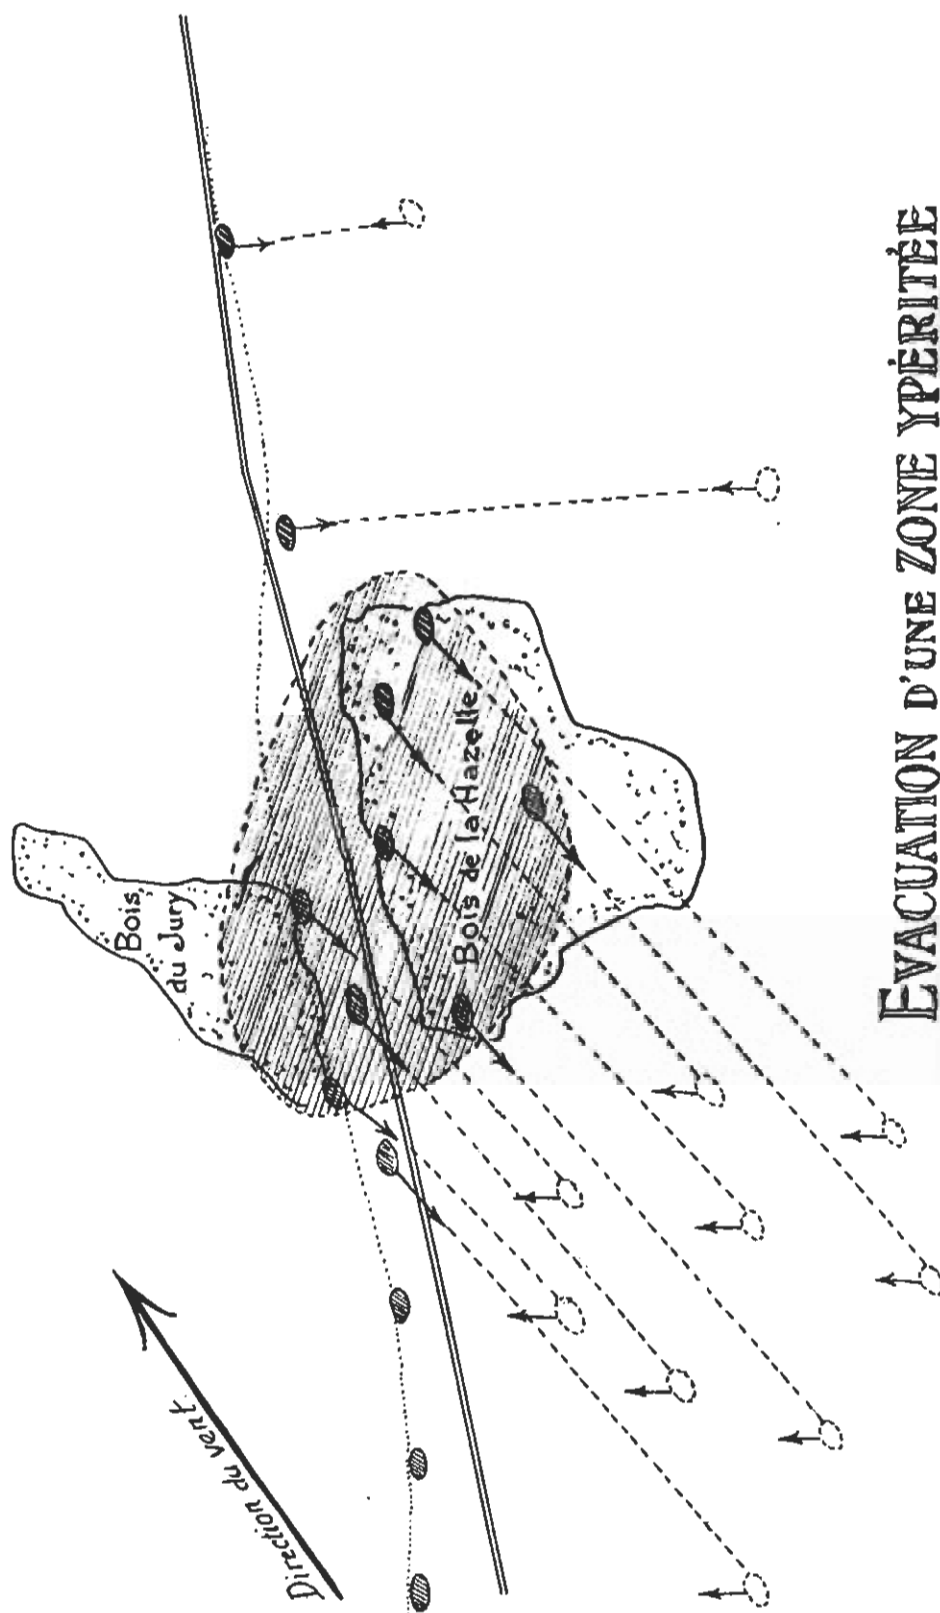 Direction du vent.
Bois
du Jury
Bois de la Hazelle
EVACUATION D'UNE ZONE YPÉRITÉE